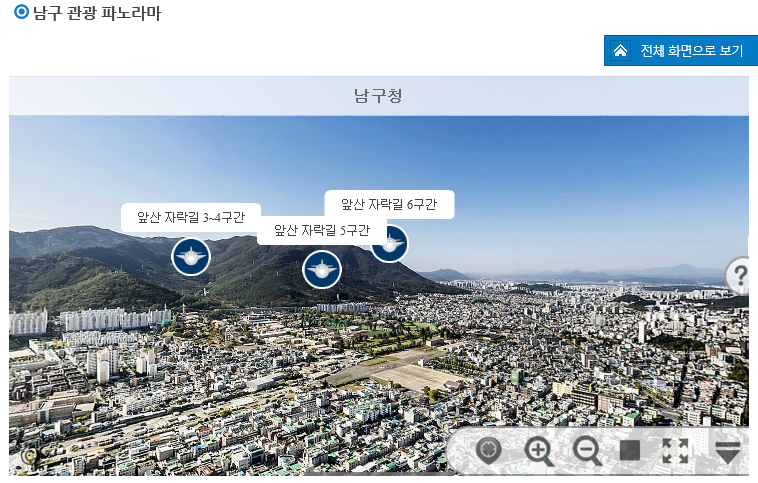 남구 관광 파노라마
전체 화면으로 보기
남구청
앞산 자락길 6구간
앞산 자락길 3~4구간
앞산 자락길 5구간
?